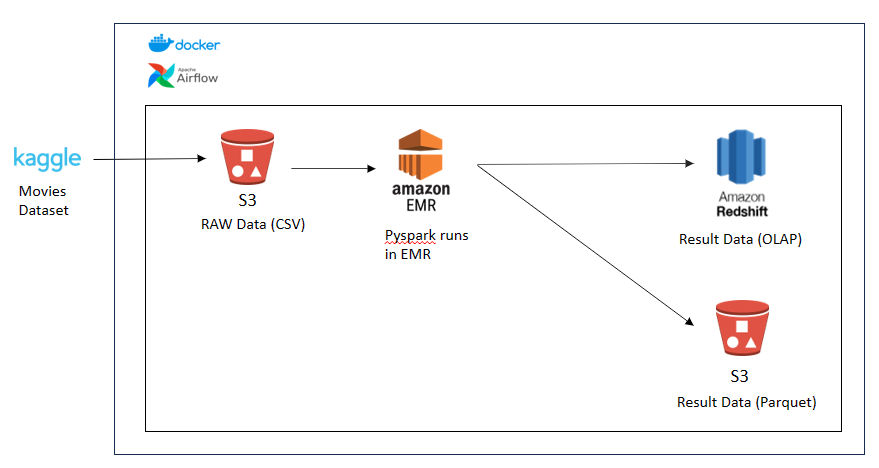 docker
Apache
Airflow
kaggle
Movies
Dataset
S3
RAW Data (CSV)
amazon
EMR
Pyspark runs
in EMR
Amazon
Redshift
Result Data (OLAP)
S3
Result Data (Parquet)